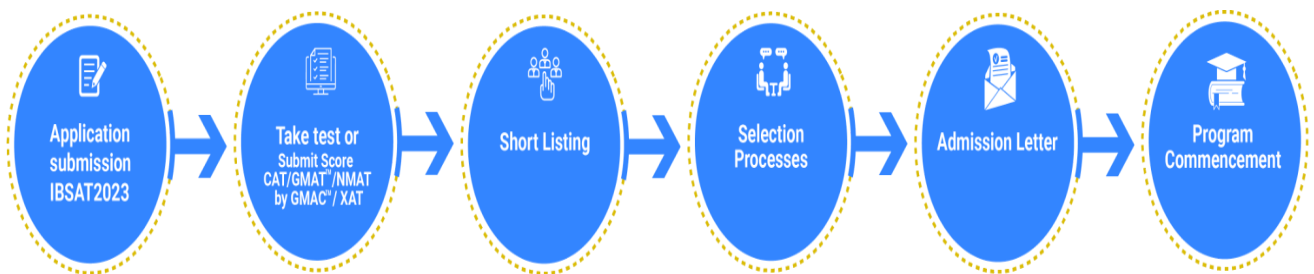 Application
submission
IBSAT2023
Take test or
Submit Score
CAT/GMAT™/NMAT
by GMAC™/ XAT
Short Listing
Selection
Processes
Admission Letter
Program
Commencement